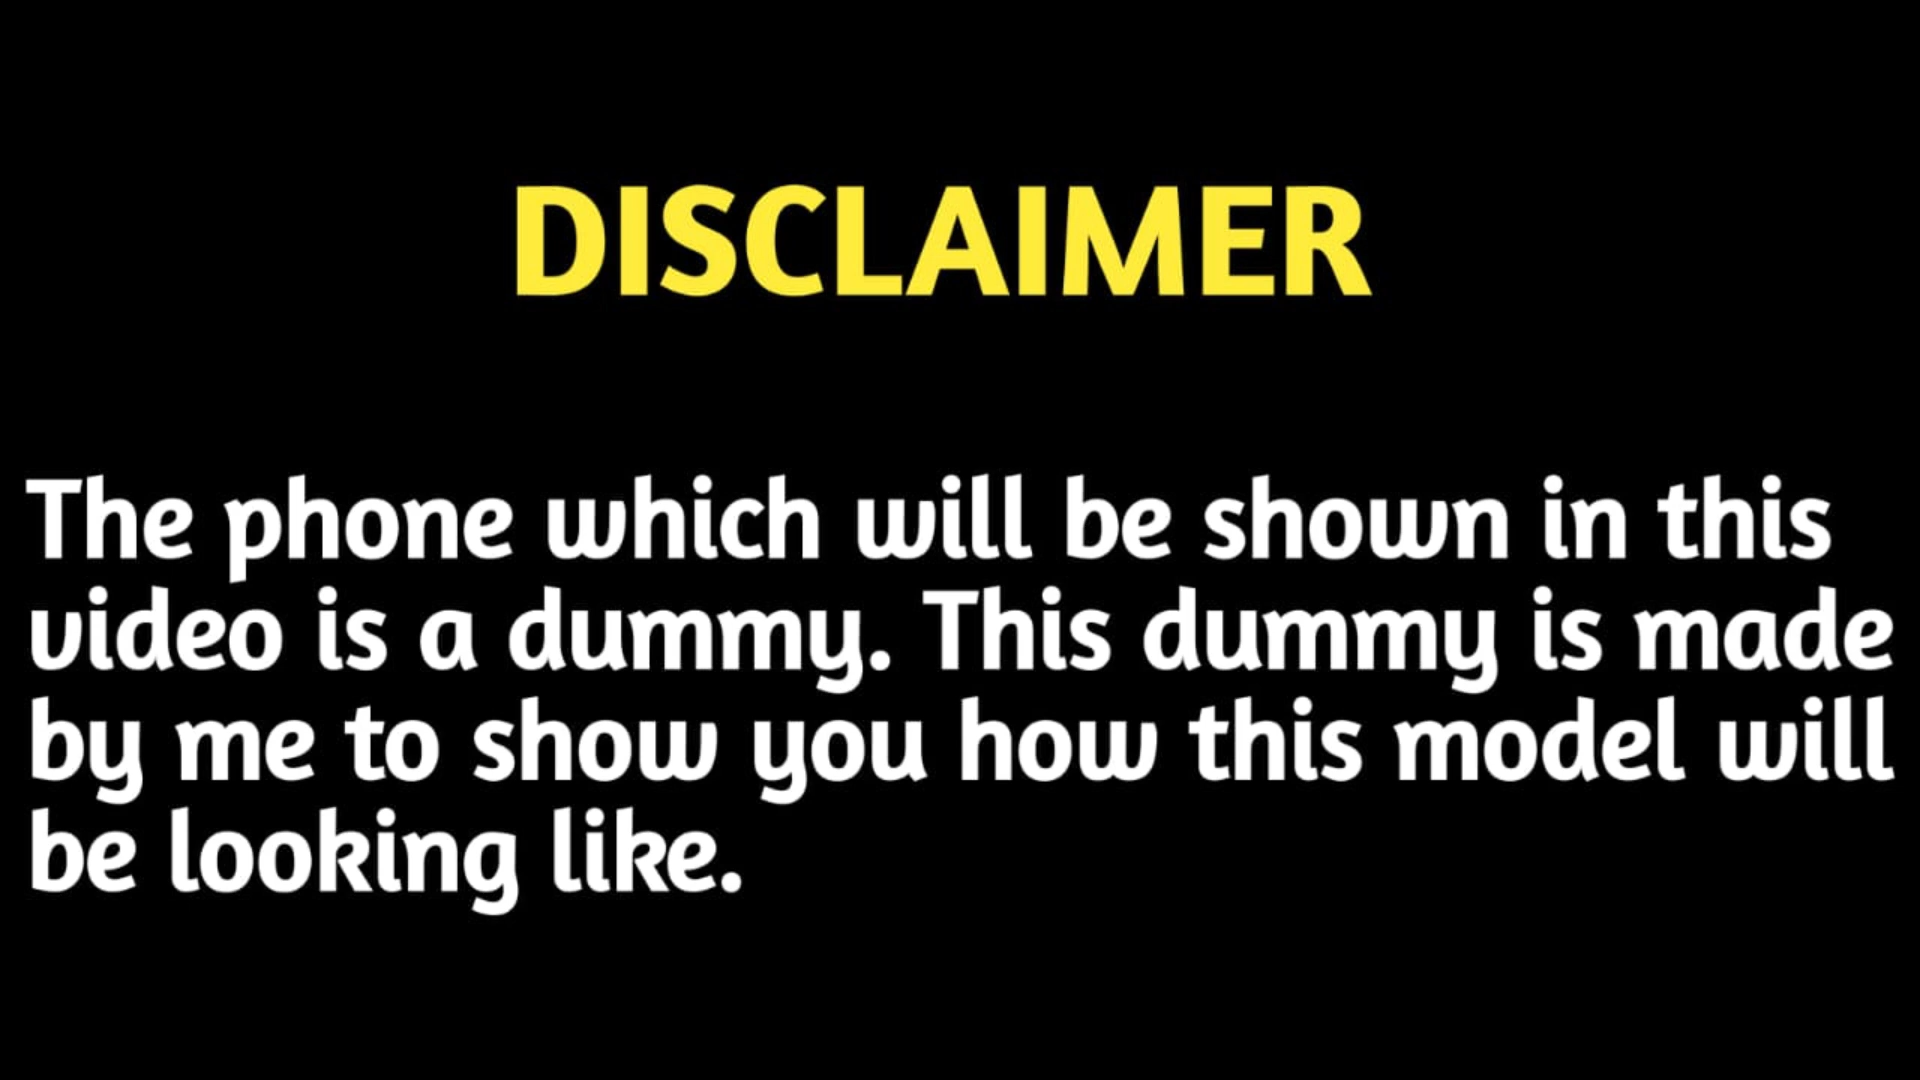 DISCLAIMER
The phone which will be shown in this
video is a dummy. This dummy is made
by me to show you how this model will
be looking like.